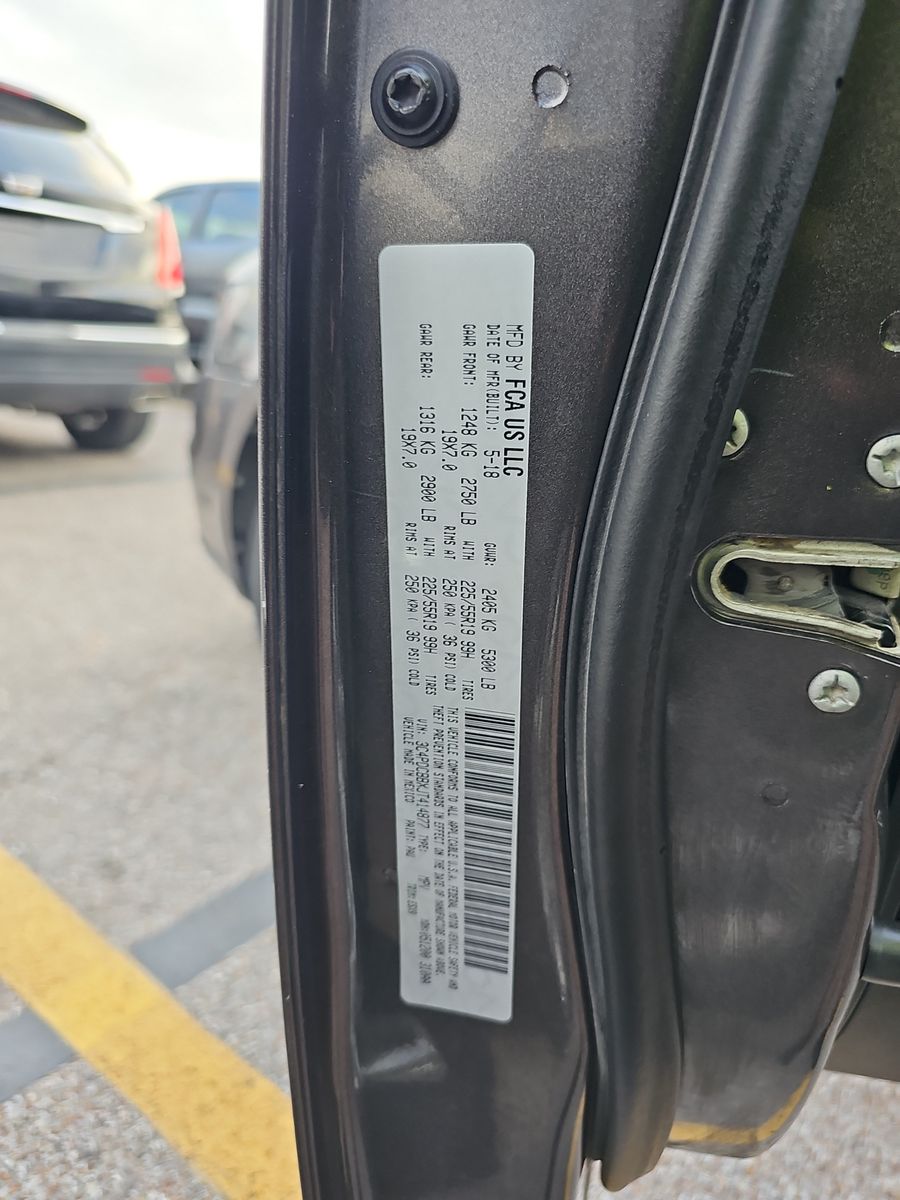 MFD BY FCA US LLC
DATE OF MFR(BUILT): 5-18 GVWR: 2405 KG 5300 LB
GAWR FRONT: 1248 KG 2750 LB WITH 225/55R19 99H TIRES
19X7.0 RIMS AT 250 KPA ( 36 PSI) COLD
GAWR REAR: 1316 KG 2900 LB WITH 225/55R19 99H TIRES
19X7.0 RIMS AT 250 KPA ( 36 PSI) COLD
THIS VEHICLE CONFORMS TO ALL APPLICABLE U.S.A. FEDERAL MOTOR VEHICLE SAFETY AND
THEFT PREVENTION STANDARDS IN EFFECT ON THE DATE OF MANUFACTURE SHOWN ABOVE.
VIN: 3C4PDCBBKJT414877 TYPE: MPV
VEHICLE MADE IN MEXICO PAINT: PAU TRIM: